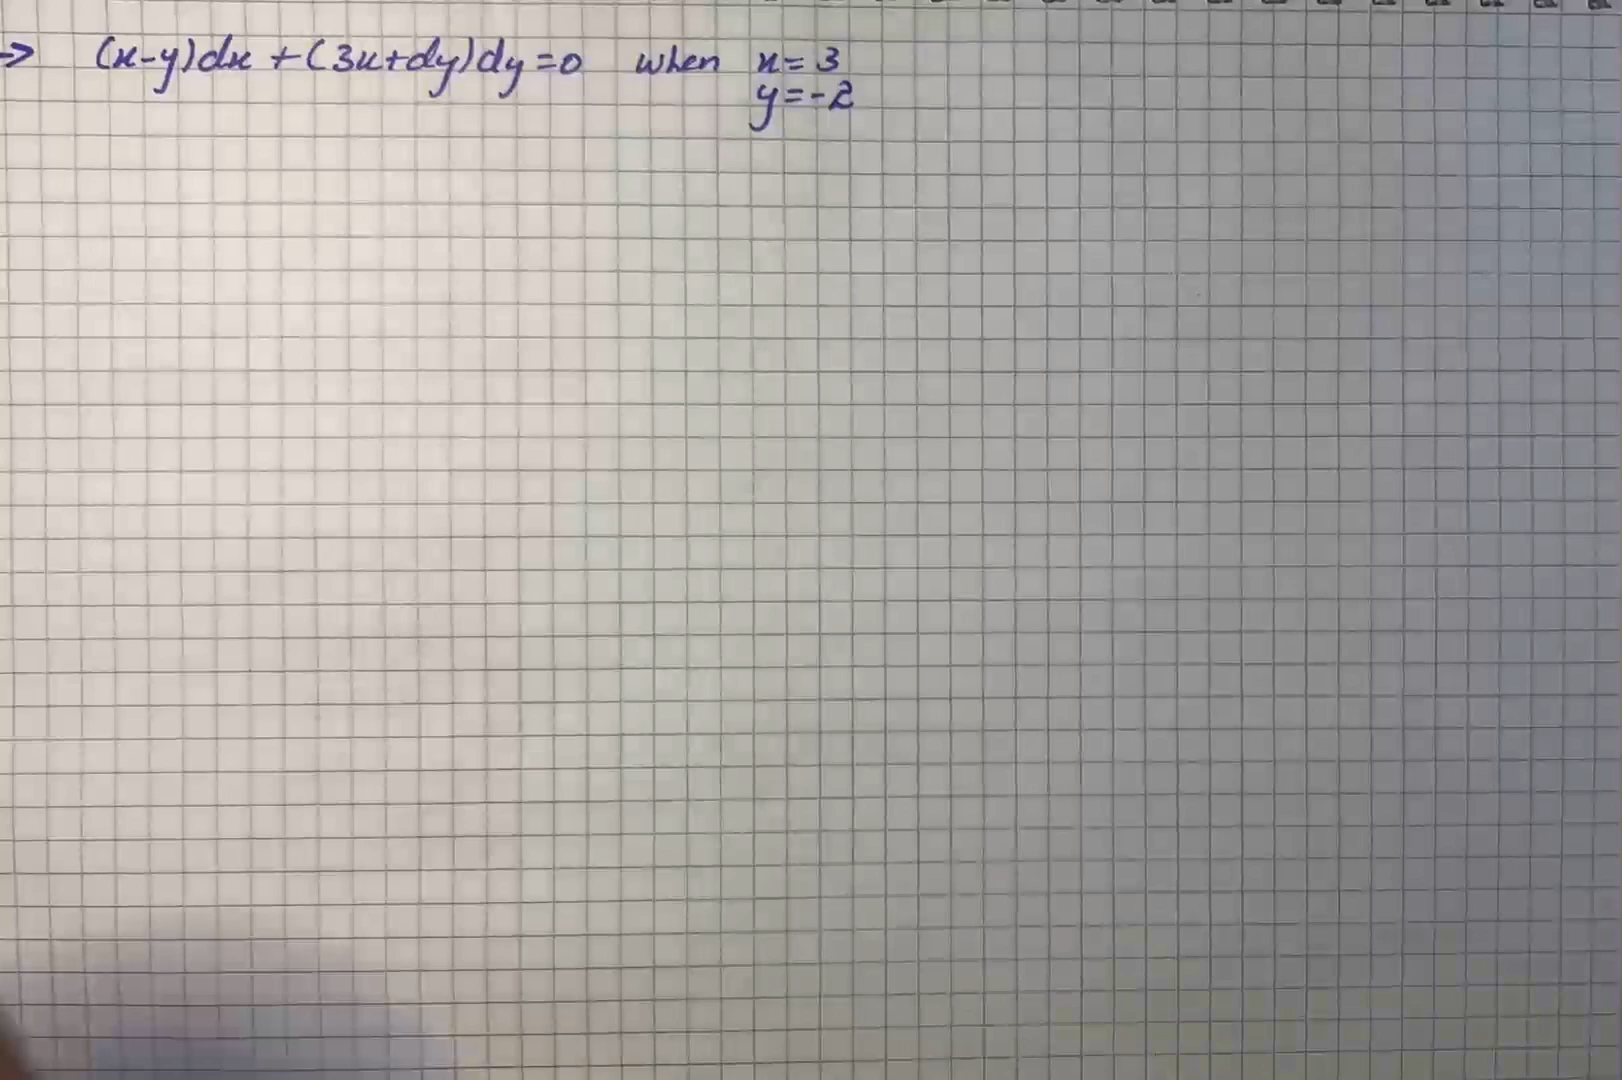 → (x-y)dx + (3x+dy)dy=0 when x=3
y=-2